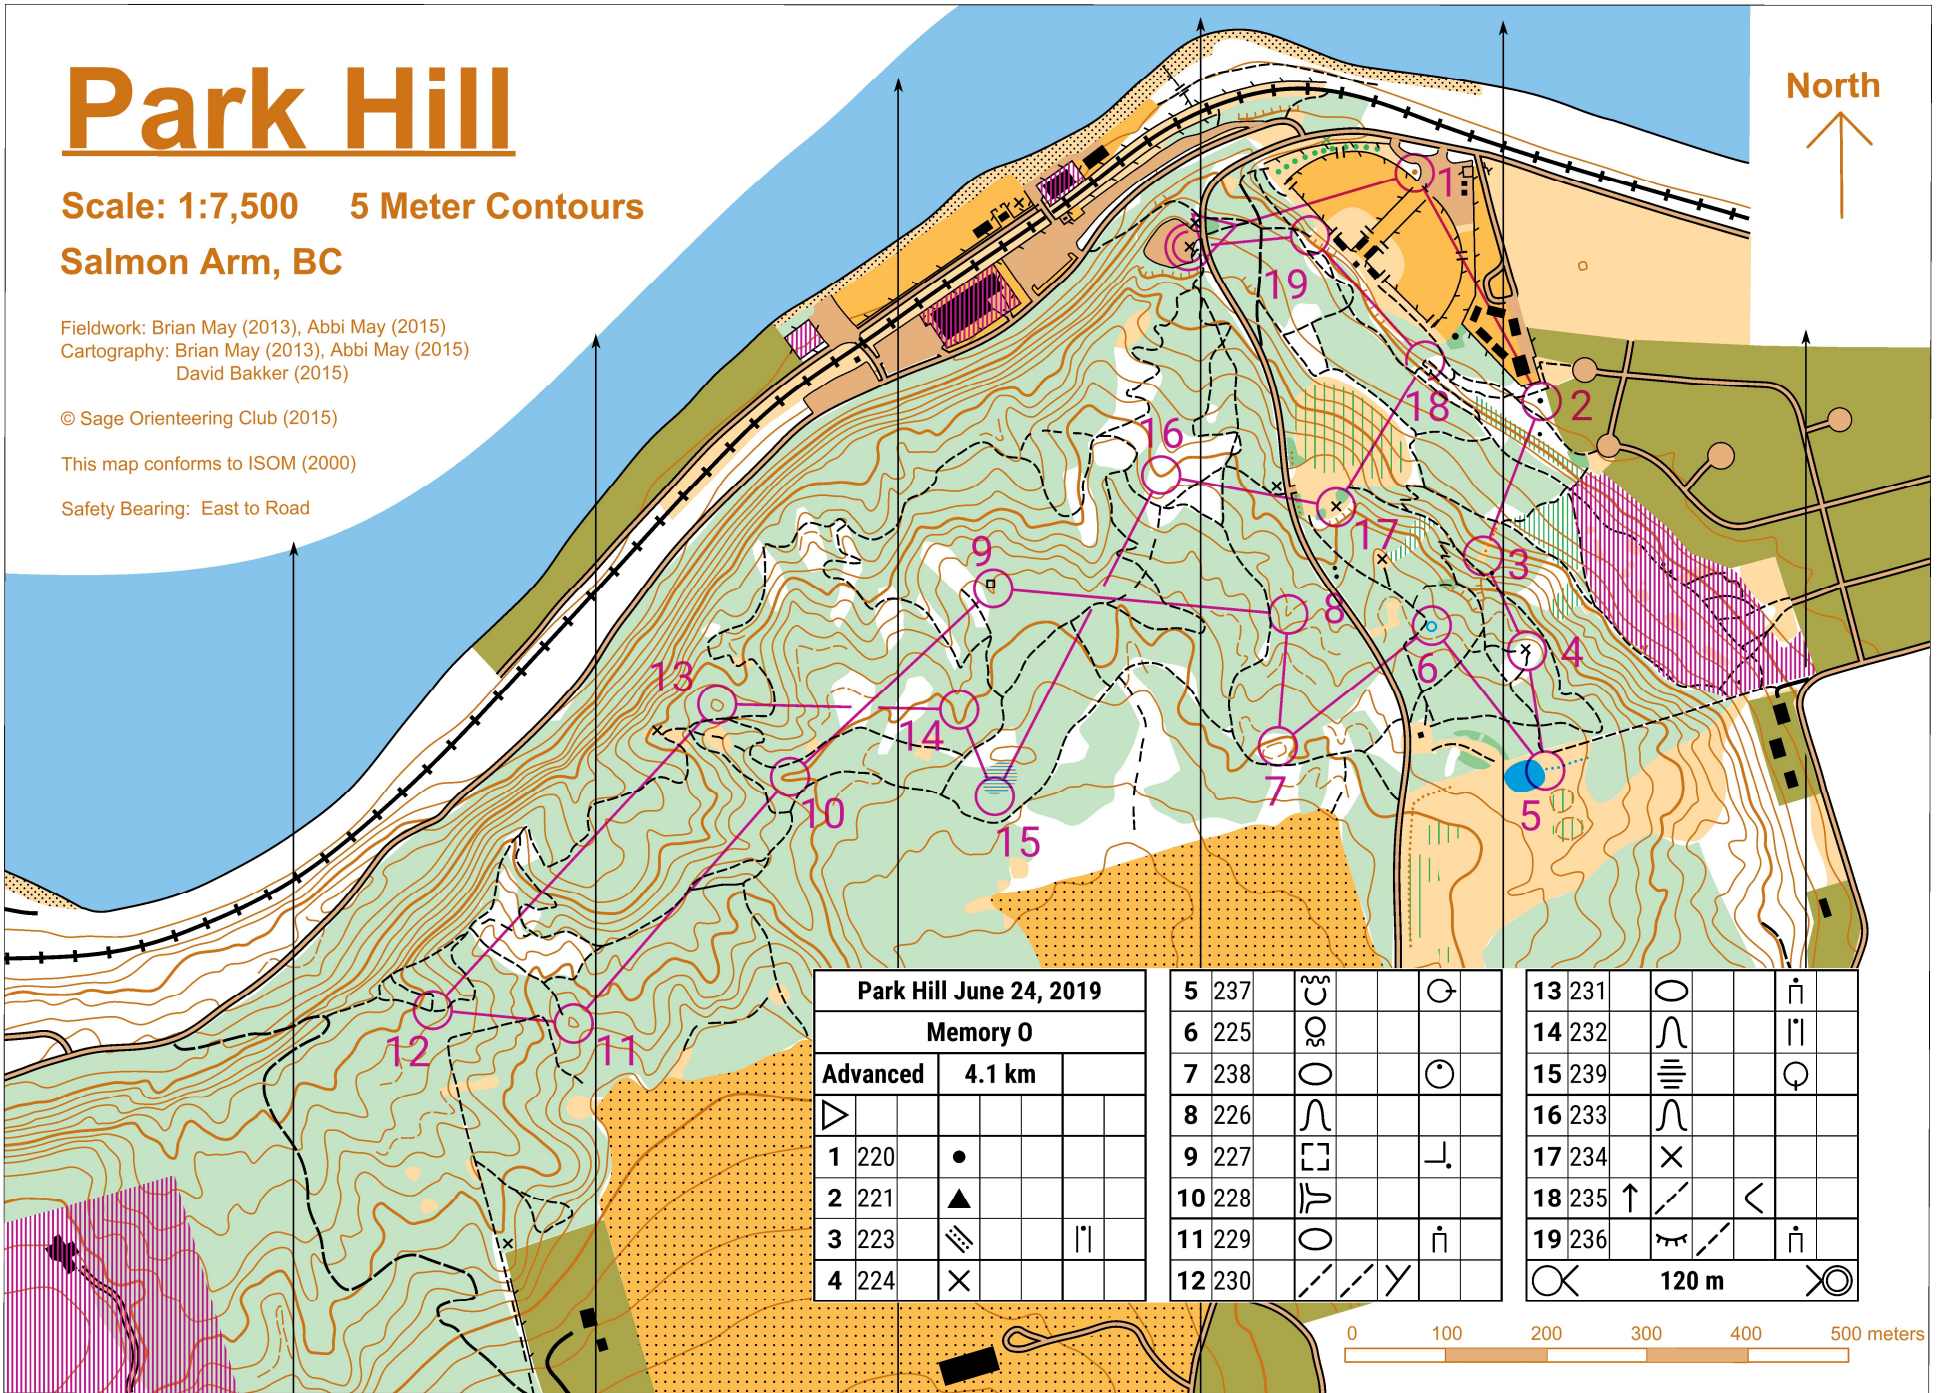 Park Hill
Scale: 1:7,500 5 Meter Contours
Salmon Arm, BC
Fieldwork: Brian May (2013), Abbi May (2015)
Cartography: Brian May (2013), Abbi May (2015)
David Bakker (2015)
© Sage Orienteering Club (2015)
This map conforms to ISOM (2000)
Safety Bearing: East to Road
North
1
19
2
18
16
17
3
9
8
4
6
13
14
7
5
10
15
12
11
Park Hill June 24, 2019
Memory O
Advanced 4.1 km
1 220
2 221
3 223
4 224
5 237
6 225
7 238
8 226
9 227
10 228
11 229
12 230
13 231
14 232
15 239
16 233
17 234
18 235
19 236
120 m
0 100 200 300 400 500 meters